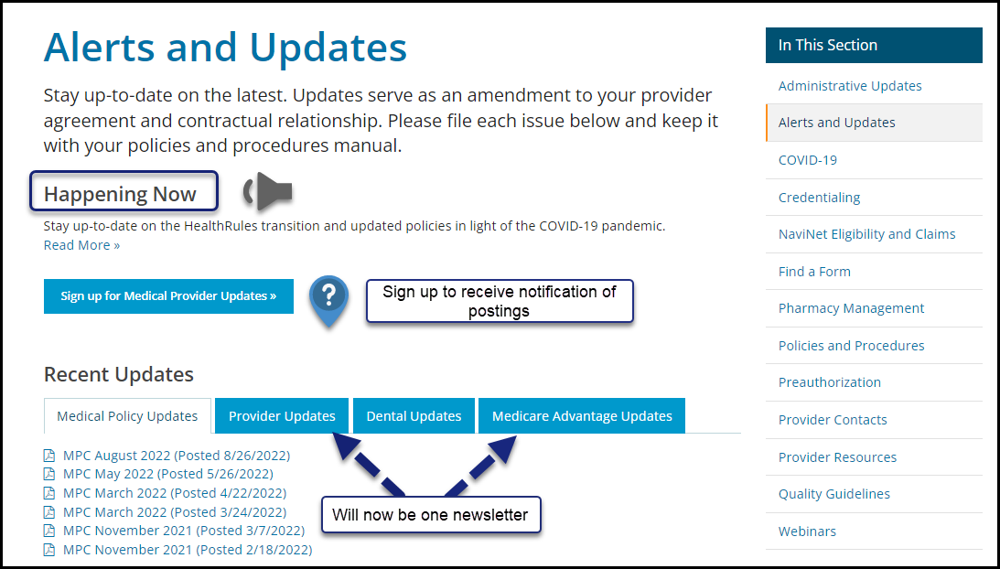 Alerts and Updates
Stay up-to-date on the latest. Updates serve as an amendment to your provider
agreement and contractual relationship. Please file each issue below and keep it
with your policies and procedures manual.
Happening Now
Stay up-to-date on the HealthRules transition and updated policies in light of the COVID-19 pandemic.
Read More »
Sign up for Medical Provider Updates »
?
Sign up to receive notification of
postings
Recent Updates
Medical Policy Updates
Provider Updates
Dental Updates
Medicare Advantage Updates
MPC August 2022 (Posted 8/26/2022)
MPC May 2022 (Posted 5/26/2022)
MPC March 2022 (Posted 4/22/2022)
MPC March 2022 (Posted 3/24/2022)
MPC November 2021 (Posted 3/7/2022)
MPC November 2021 (Posted 2/18/2022)
Will now be one newsletter
In This Section
Administrative Updates
Alerts and Updates
COVID-19
Credentialing
NaviNet Eligibility and Claims
Find a Form
Pharmacy Management
Policies and Procedures
Preauthorization
Provider Contacts
Provider Resources
Quality Guidelines
Webinars